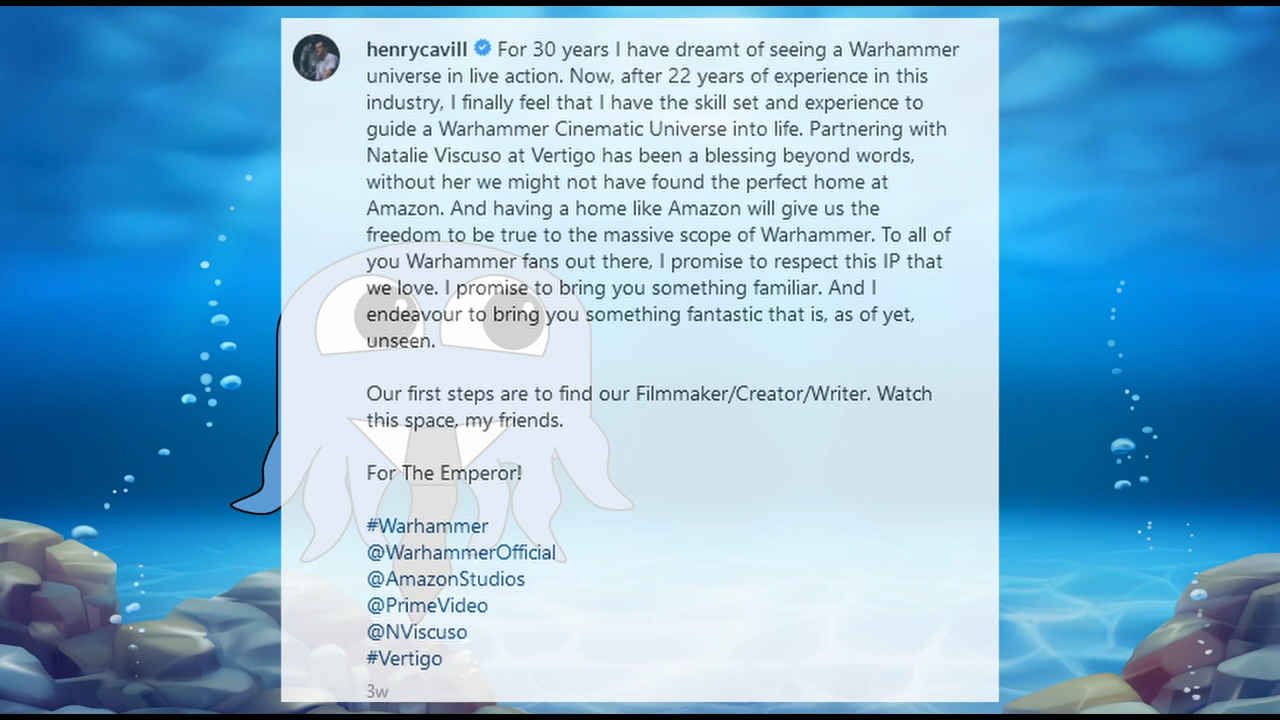 henrycavill For 30 years I have dreamt of seeing a Warhammer
universe in live action. Now, after 22 years of experience in this
industry, I finally feel that I have the skill set and experience to
guide a Warhammer Cinematic Universe into life. Partnering with
Natalie Viscuso at Vertigo has been a blessing beyond words,
without her we might not have found the perfect home at
Amazon. And having a home like Amazon will give us the
freedom to be true to the massive scope of Warhammer. To all of
you Warhammer fans out there, I promise to respect this IP that
we love. I promise to bring you something familiar. And I
endeavour to bring you something fantastic that is, as of yet,
unseen.
Our first steps are to find our Filmmaker/Creator/Writer. Watch
this space, my friends.
For The Emperor!
#Warhammer
@WarhammerOfficial
@AmazonStudios
@PrimeVideo
@NViscuso
#Vertigo
3w